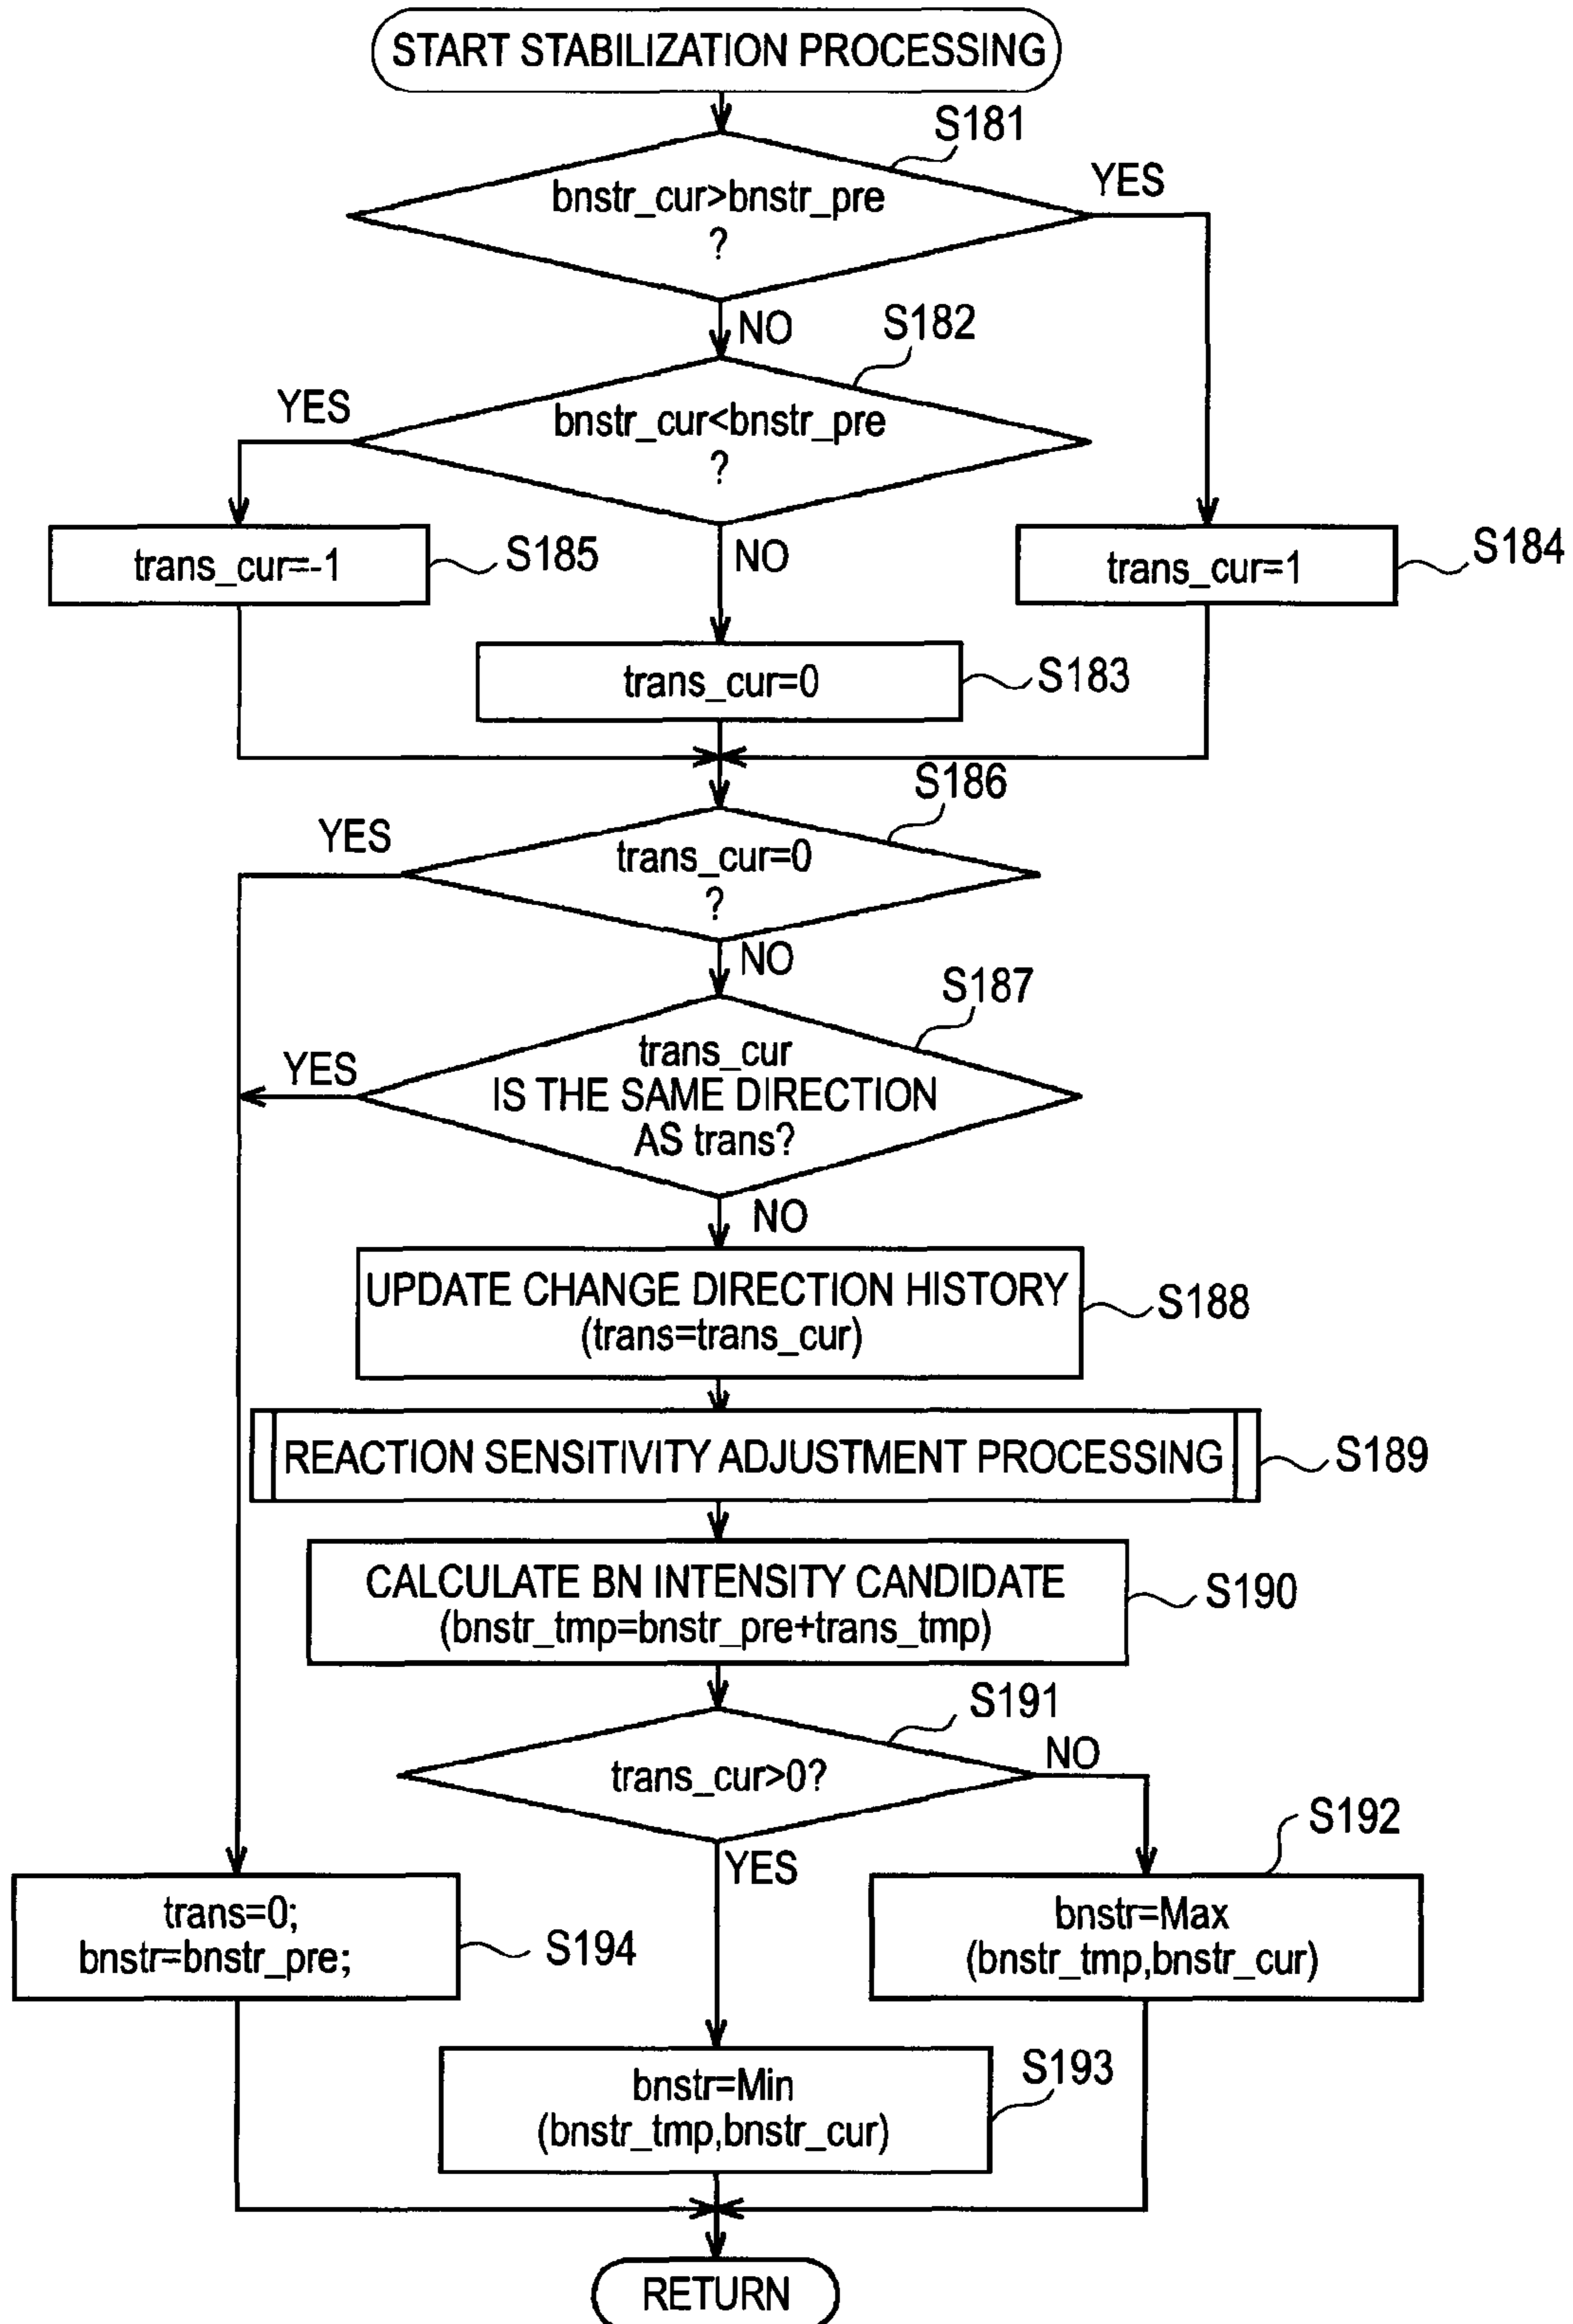 START STABILIZATION PROCESSING
S181
bnstr_cur>bnstr_pre
?
YES
NO
S182
YES
bnstr_cur<bnstr_pre
?
NO
trans_cur=-1
S185
trans_cur=1
S184
trans_cur=0
S183
S186
YES
trans_cur=0
?
NO
S187
YES
trans_cur
IS THE SAME DIRECTION
AS trans?
NO
UPDATE CHANGE DIRECTION HISTORY
(trans=trans_cur)
S188
REACTION SENSITIVITY ADJUSTMENT PROCESSING
S189
CALCULATE BN INTENSITY CANDIDATE
(bnstr_tmp=bnstr_pre+trans_tmp)
S190
S191
trans_cur>0?
NO
YES
S192
trans=0;
bnstr=bnstr_pre;
S194
bnstr=Max
(bnstr_tmp,bnstr_cur)
bnstr=Min
(bnstr_tmp,bnstr_cur)
S193
RETURN